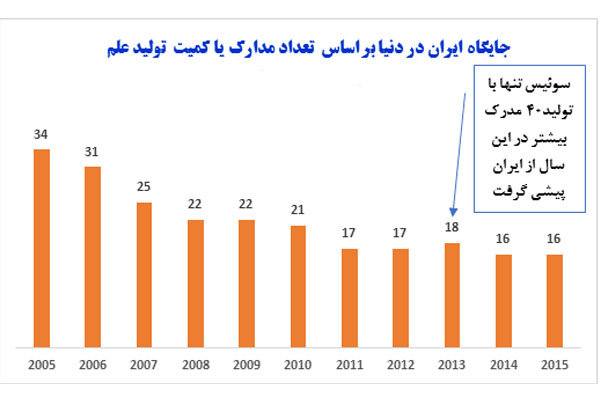 جایگاه ایران در دنیا بر اساس تعداد مدارک یا کمیت تولید علم
سوئیس تنها با
تولید۴۰ مدرک
بیشتر در این
سال از ایران
پیشی گرفت
34
31
25
22
22
21
17
17
18
16
16
2005 2006 2007 2008 2009 2010 2011 2012 2013 2014 2015